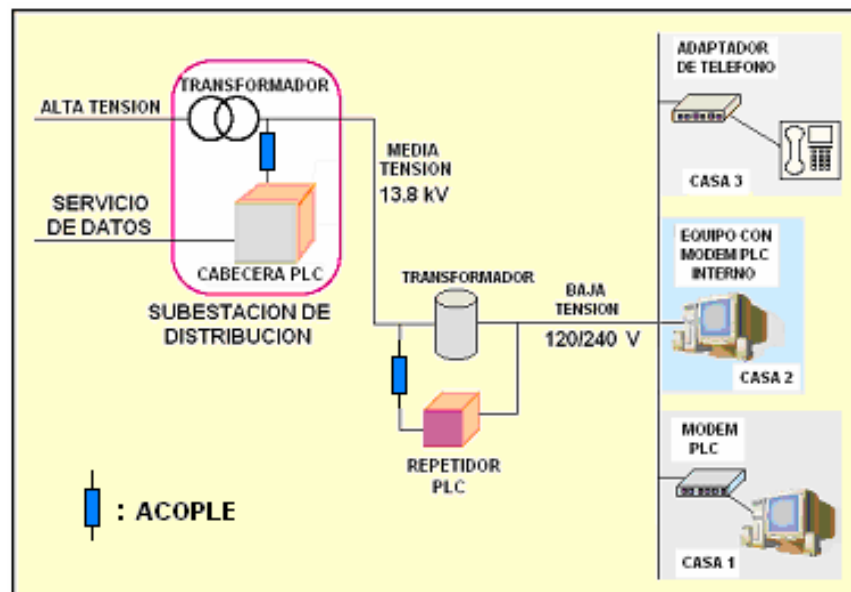 TRANSFORMADOR
ALTA TENSION
SERVICIO
DE DATOS
CABECERA PLC
SUBESTACION DE
DISTRIBUCION
MEDIA
TENSION
13.8 kV
TRANSFORMADOR
BAJA
TENSION
120/240 V
REPETIDOR
PLC
: ACOPLE
ADAPTADOR
DE TELEFONO
CASA 3
EQUIPO CON
MODEM PLC
INTERNO
CASA 2
MODEM
PLC
CASA 1